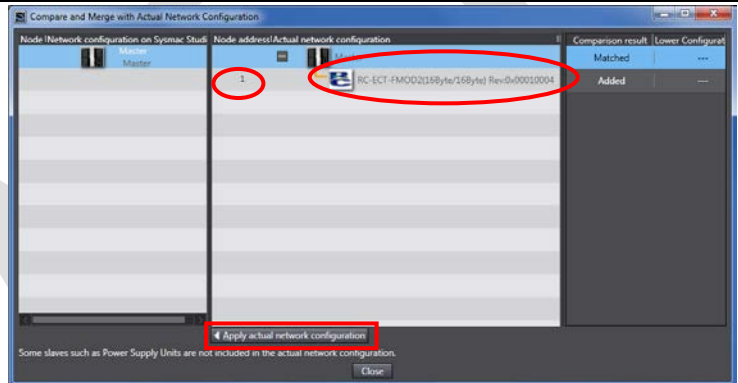 Compare and Merge with Actual Network Configuration
Node Network configuration on Sysmac Studi Node address Actual network configuration Comparison result Lower Configurat
Master Master Matched ---
Master
1 RC-ECT-FMOD2(16Byte/16Byte) Rev:0x00010004 Added ---
Apply actual network configuration
Some slaves such as Power Supply Units are not included in the actual network configuration.
Close